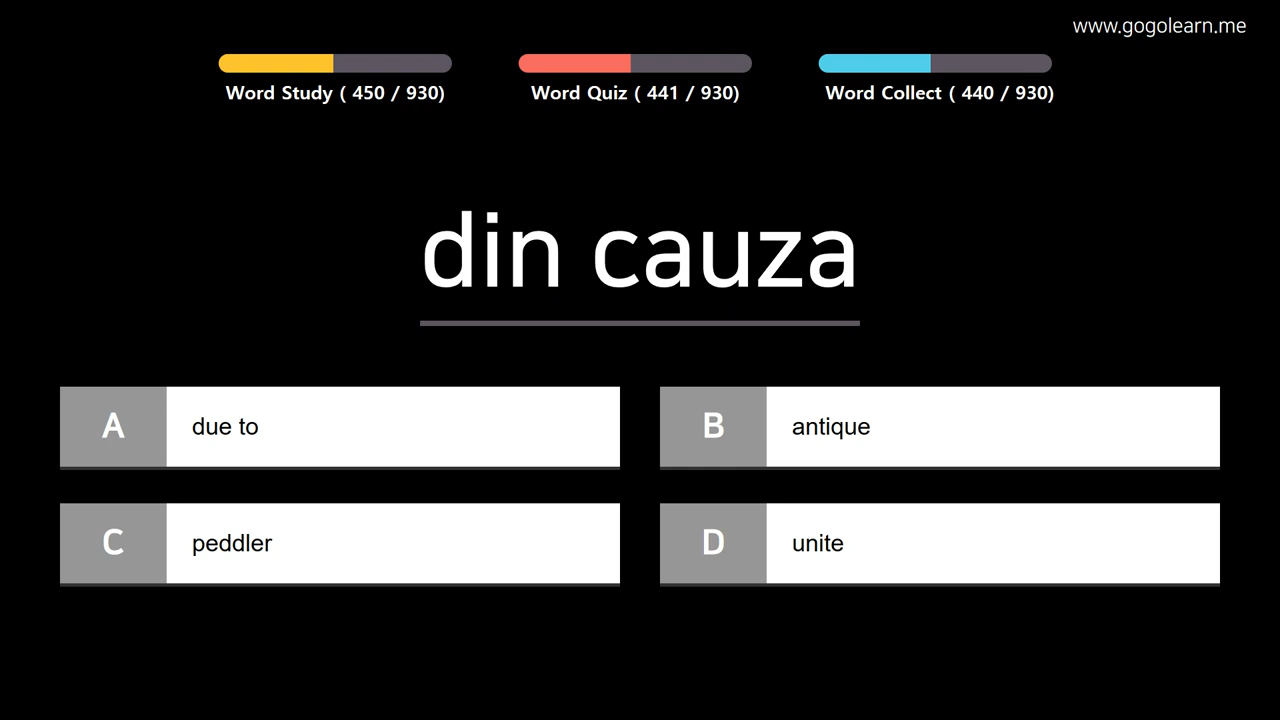 www.gogolearn.me
Word Study ( 450 / 930)
Word Quiz ( 441 / 930)
Word Collect ( 440 / 930)
din cauza
A due to
B antique
C peddler
D unite